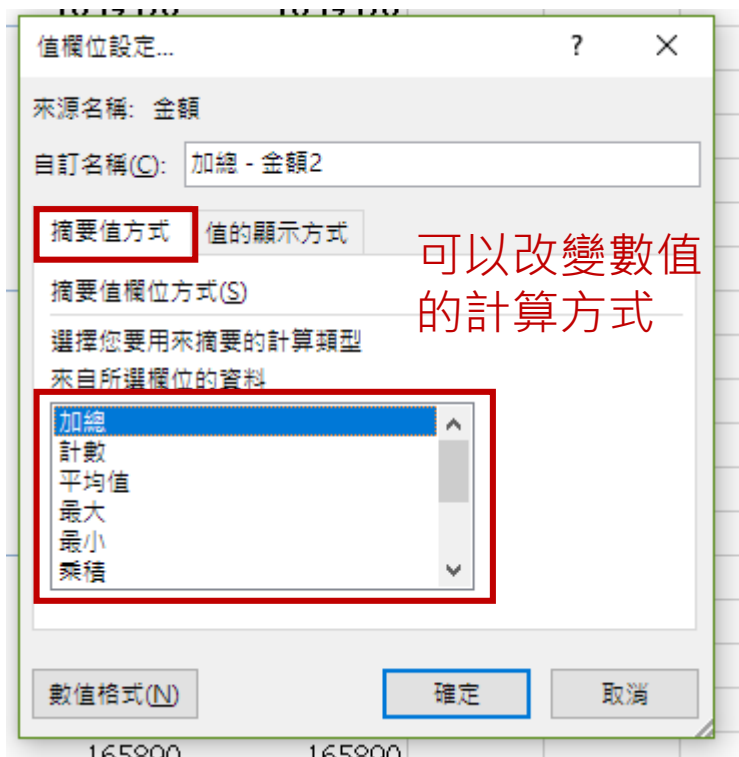 值欄位設定... ?
來源名稱: 金額
自訂名稱(C): 加總 - 金額2
摘要值方式 值的顯示方式
可以改變數值
的計算方式
摘要值欄位方式(S)
選擇您要用來摘要的計算類型
來自所選欄位的資料
加總
計數
平均值
最大
最小
乘積
數值格式(N) 確定 取消
165890 165890